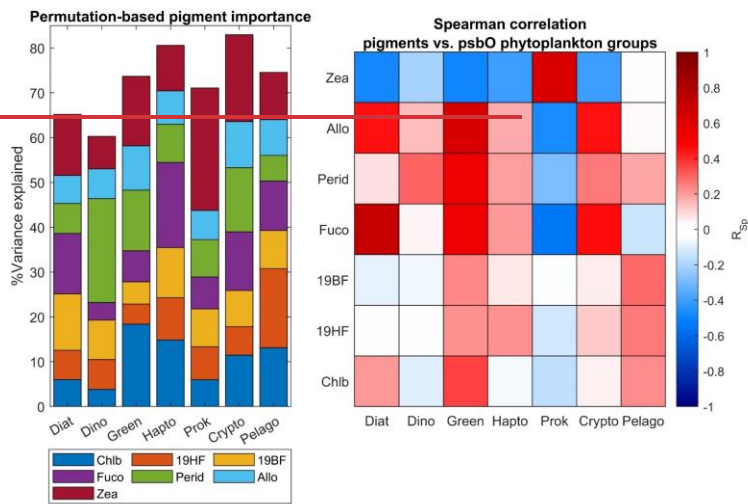 Permutation-based pigment importance
%Variance explained
80
70
60
50
40
30
20
10
0
Diat Dino Green Hapto Prok Crypto Pelago
Chlb 19HF 19BF
Fuco Perid Allo
Zea
Spearman correlation
pigments vs. psbO phytoplankton groups
Zea
Allo
Perid
Fuco
19BF
19HF
Chlb
Diat Dino Green Hapto Prok Crypto Pelago
1
0.8
0.6
0.4
0.2
0
-0.2
-0.4
-0.6
-0.8
-1
RSp